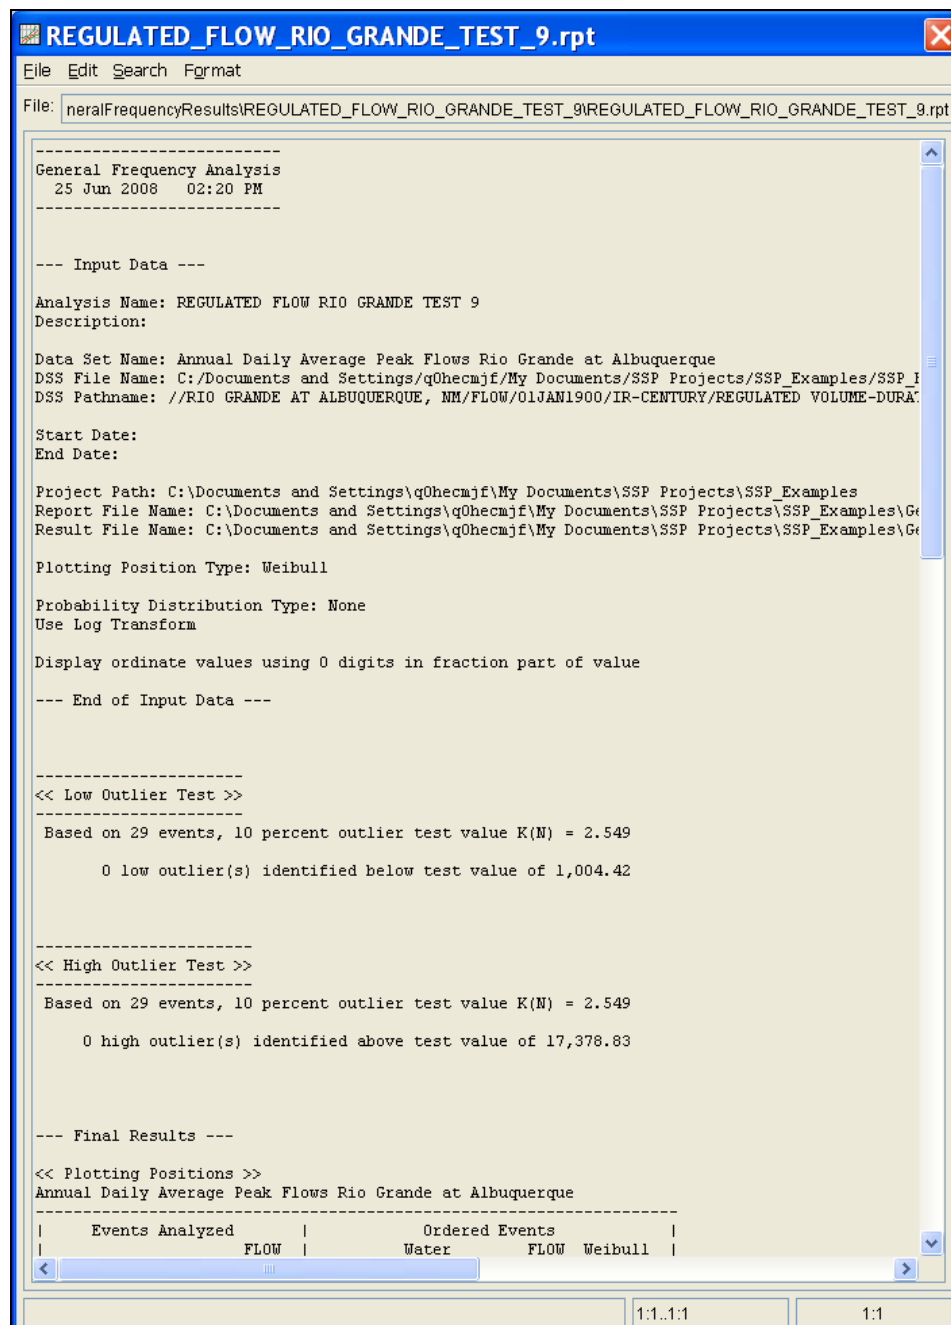 REGULATED_FLOW_RIO_GRANDE_TEST_9.rpt
File Edit Search Format
File: neralFrequencyResults\REGULATED_FLOW_RIO_GRANDE_TEST_9\REGULATED_FLOW_RIO_GRANDE_TEST_9.rpt
--------------------------
General Frequency Analysis
25 Jun 2008 02:20 PM
--------------------------
--- Input Data ---
Analysis Name: REGULATED FLOW RIO GRANDE TEST 9
Description:
Data Set Name: Annual Daily Average Peak Flows Rio Grande at Albuquerque
DSS File Name: C:/Documents and Settings/q0hecmjf/My Documents/SSP Projects/SSP_Examples/SSP_
DSS Pathname: //RIO GRANDE AT ALBUQUERQUE, NM/FLOW/01JAN1900/IR-CENTURY/REGULATED VOLUME-DURA
Start Date:
End Date:
Project Path: C:\Documents and Settings\q0hecmjf\My Documents\SSP Projects\SSP_Examples
Report File Name: C:\Documents and Settings\q0hecmjf\My Documents\SSP Projects\SSP_Examples\Ge
Result File Name: C:\Documents and Settings\q0hecmjf\My Documents\SSP Projects\SSP_Examples\Ge
Plotting Position Type: Weibull
Probability Distribution Type: None
Use Log Transform
Display ordinate values using 0 digits in fraction part of value
--- End of Input Data ---
----------------------
<< Low Outlier Test >>
----------------------
Based on 29 events, 10 percent outlier test value K(N) = 2.549
0 low outlier(s) identified below test value of 1,004.42
-----------------------
<< High Outlier Test >>
-----------------------
Based on 29 events, 10 percent outlier test value K(N) = 2.549
0 high outlier(s) identified above test value of 17,378.83
--- Final Results ---
<< Plotting Positions >>
Annual Daily Average Peak Flows Rio Grande at Albuquerque
--------------------------------------------------------------------
| Events Analyzed | Ordered Events |
| FLOW | Water FLOW Weibull |
1:1..1:1 1:1